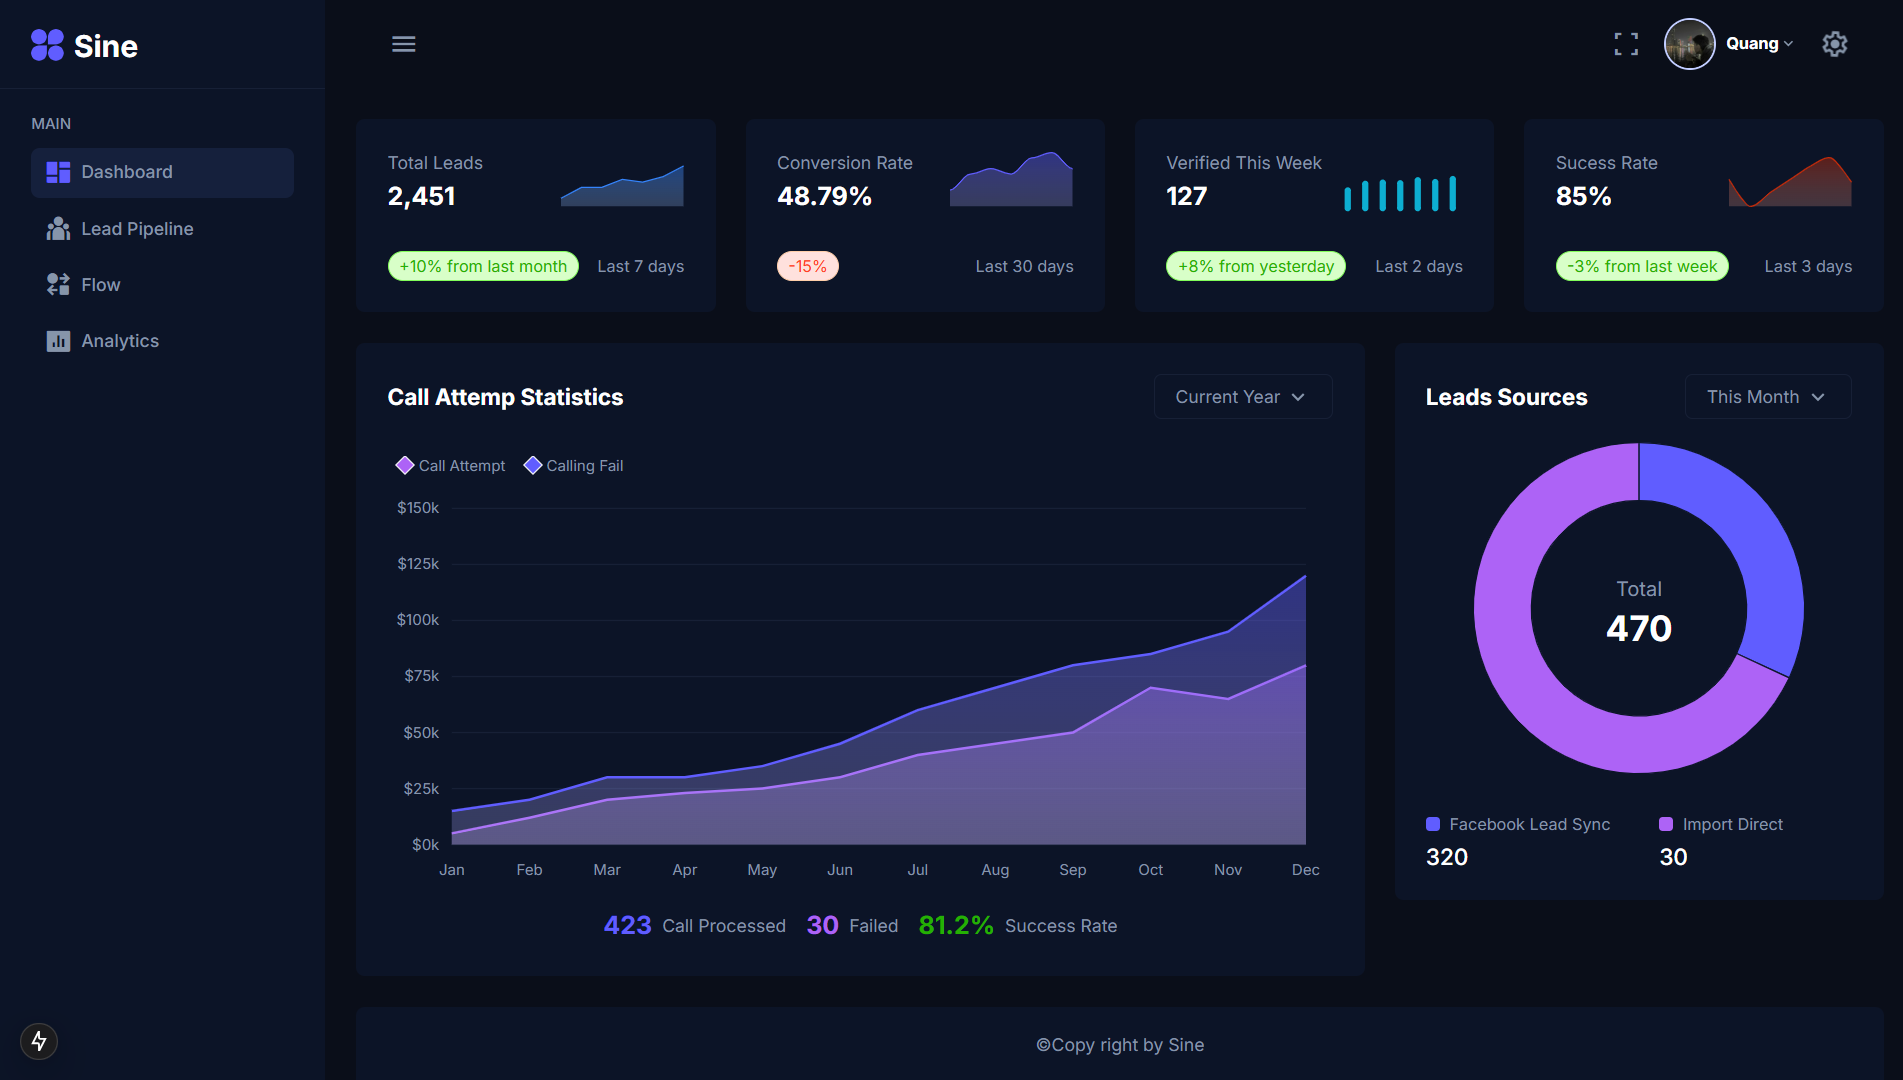 Sine
Quang
MAIN
Dashboard
Lead Pipeline
Flow
Analytics
Total Leads
2,451
+10% from last month
Last 7 days
Conversion Rate
48.79%
-15%
Last 30 days
Verified This Week
127
+8% from yesterday
Last 2 days
Sucess Rate
85%
-3% from last week
Last 3 days
Call Attemp Statistics
Current Year
Call Attempt
Calling Fail
$150k
$125k
$100k
$75k
$50k
$25k
$0k
Jan Feb Mar Apr May Jun Jul Aug Sep Oct Nov Dec
423 Call Processed 30 Failed 81.2% Success Rate
Leads Sources
This Month
Total
470
Facebook Lead Sync
320
Import Direct
30
©Copy right by Sine